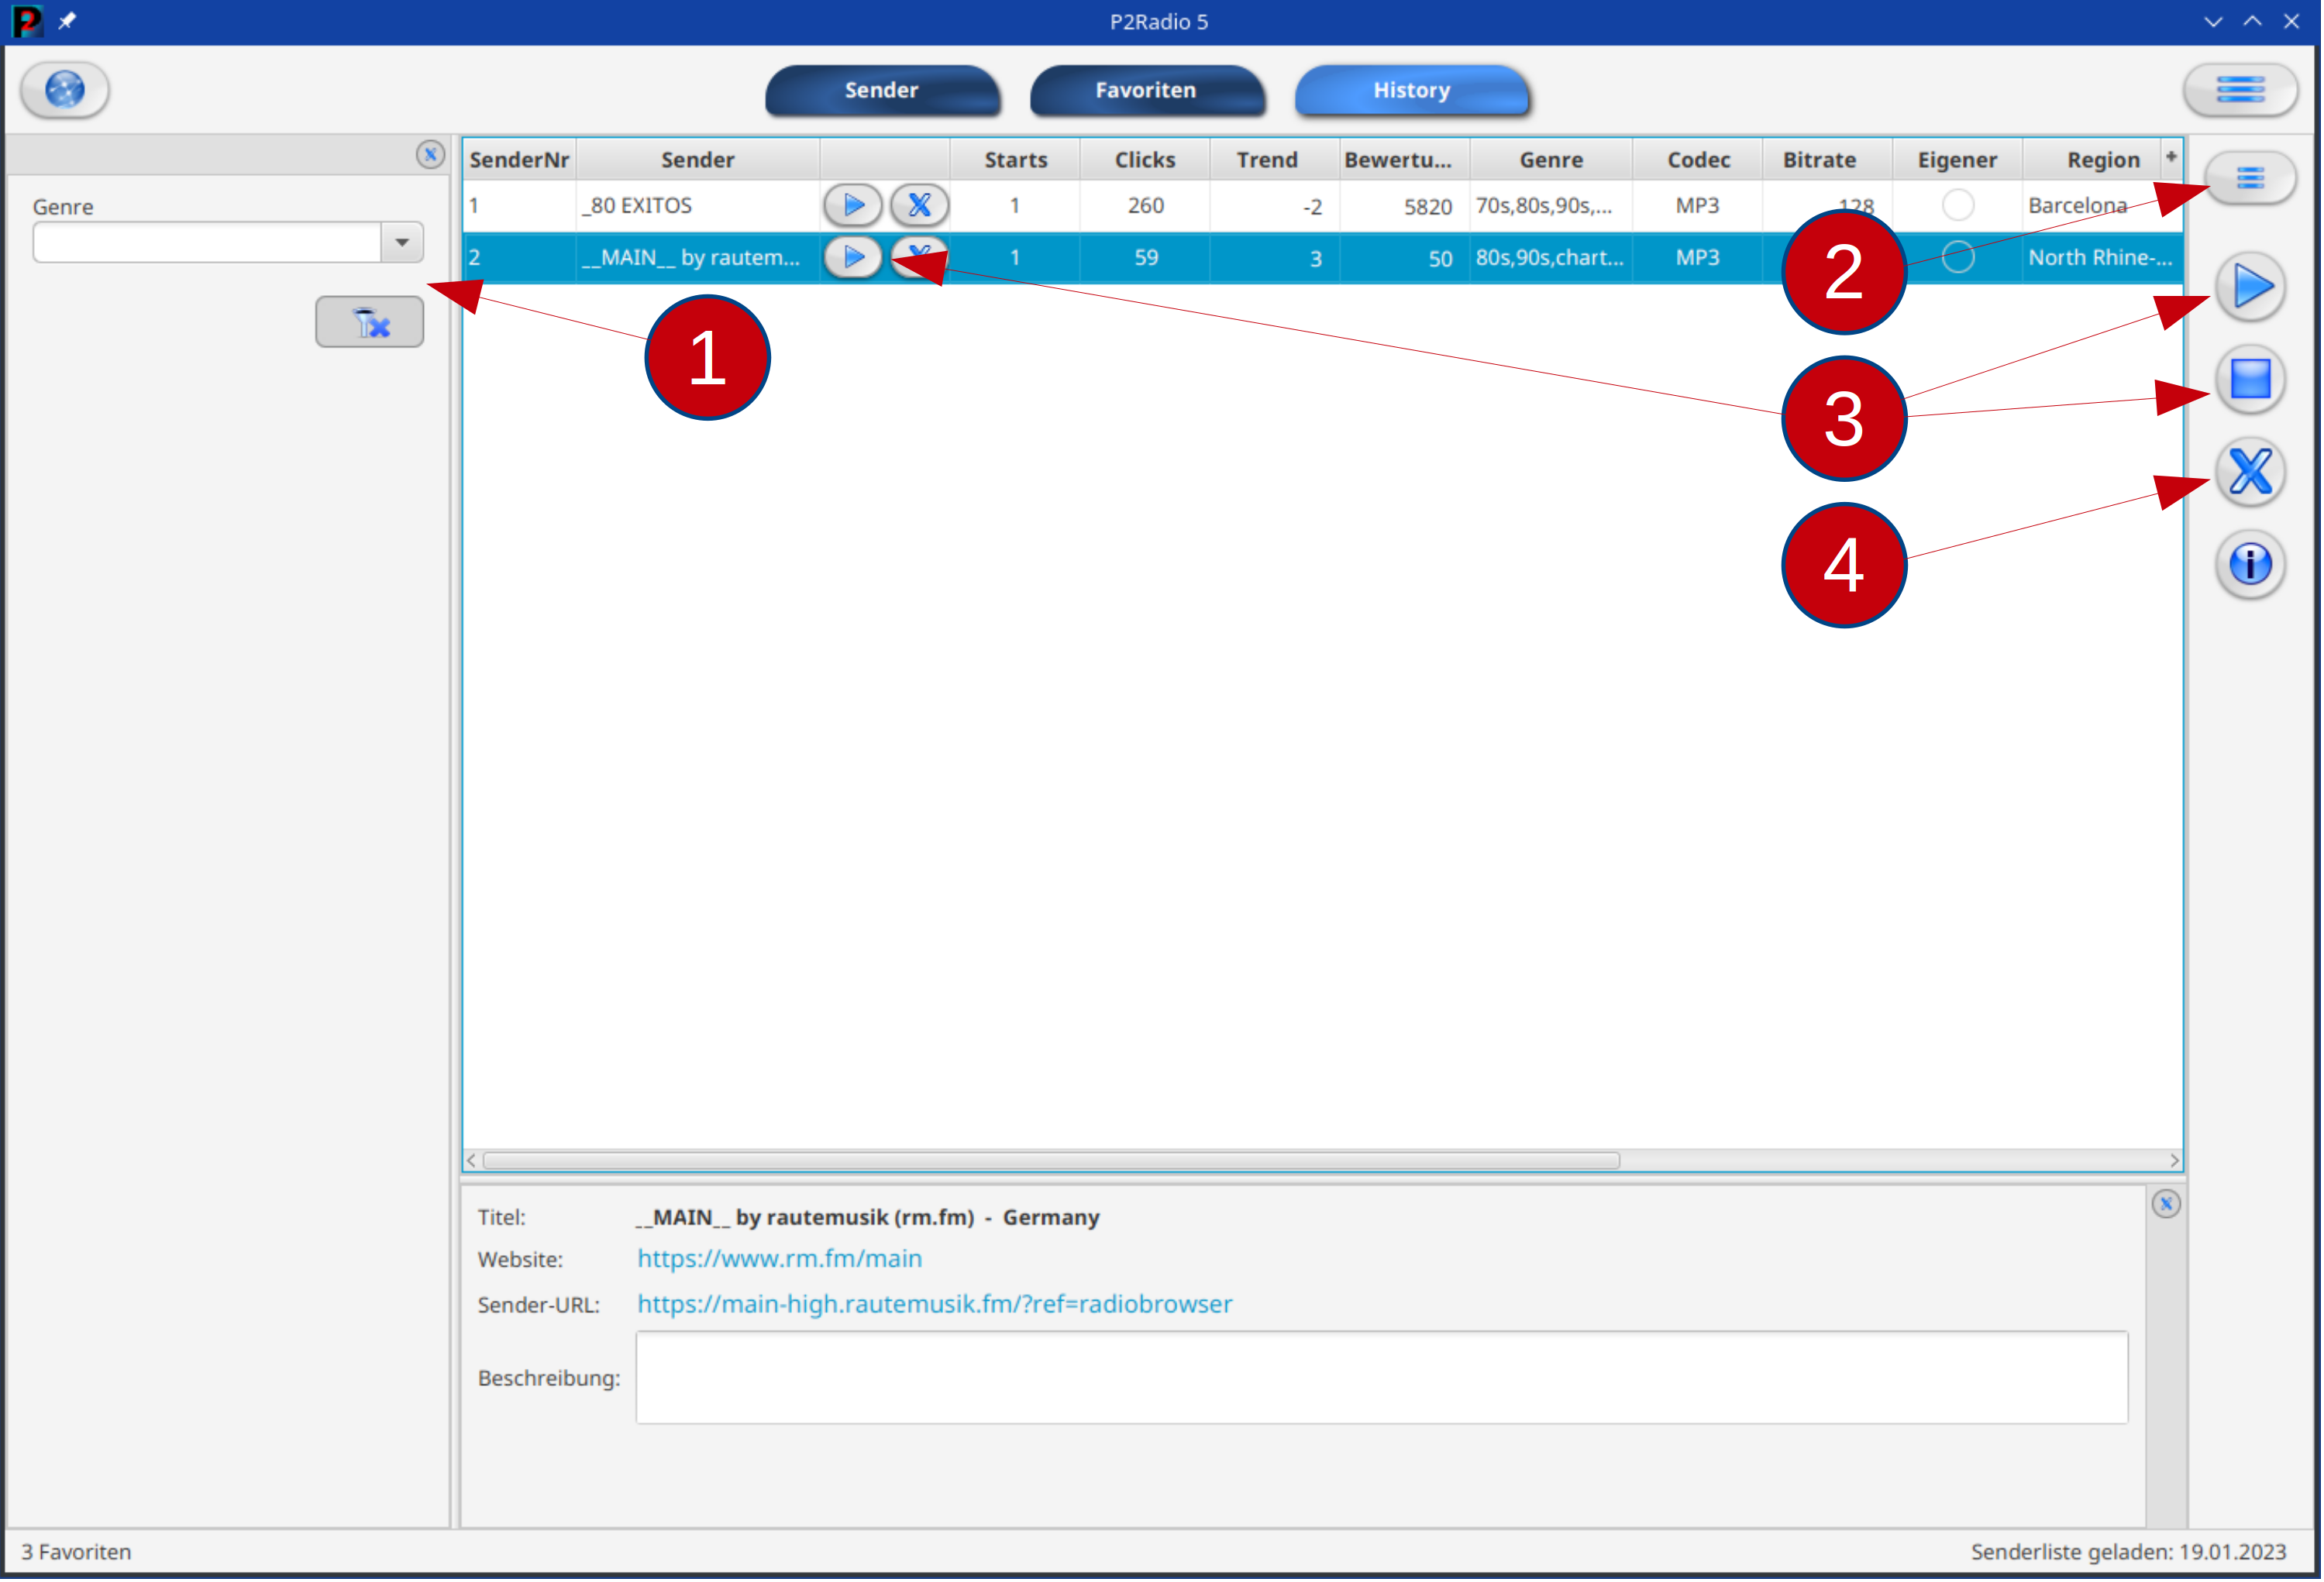 P2Radio 5
Sender Favoriten History
SenderNr Sender Starts Clicks Trend Bewertu... Genre Codec Bitrate Eigener Region +
Genre
1 _80 EXITOS 1 260 -2 5820 70s,80s,90s,... MP3 128 Barcelona
2 __MAIN__ by rautem... 1 59 3 50 80s,90s,chart... MP3 North Rhine-...
2
1
3
4
Titel: __MAIN__ by rautemusik (rm.fm) - Germany
Website: https://www.rm.fm/main
Sender-URL: https://main-high.rautemusik.fm/?ref=radiobrowser
Beschreibung:
3 Favoriten Senderliste geladen: 19.01.2023